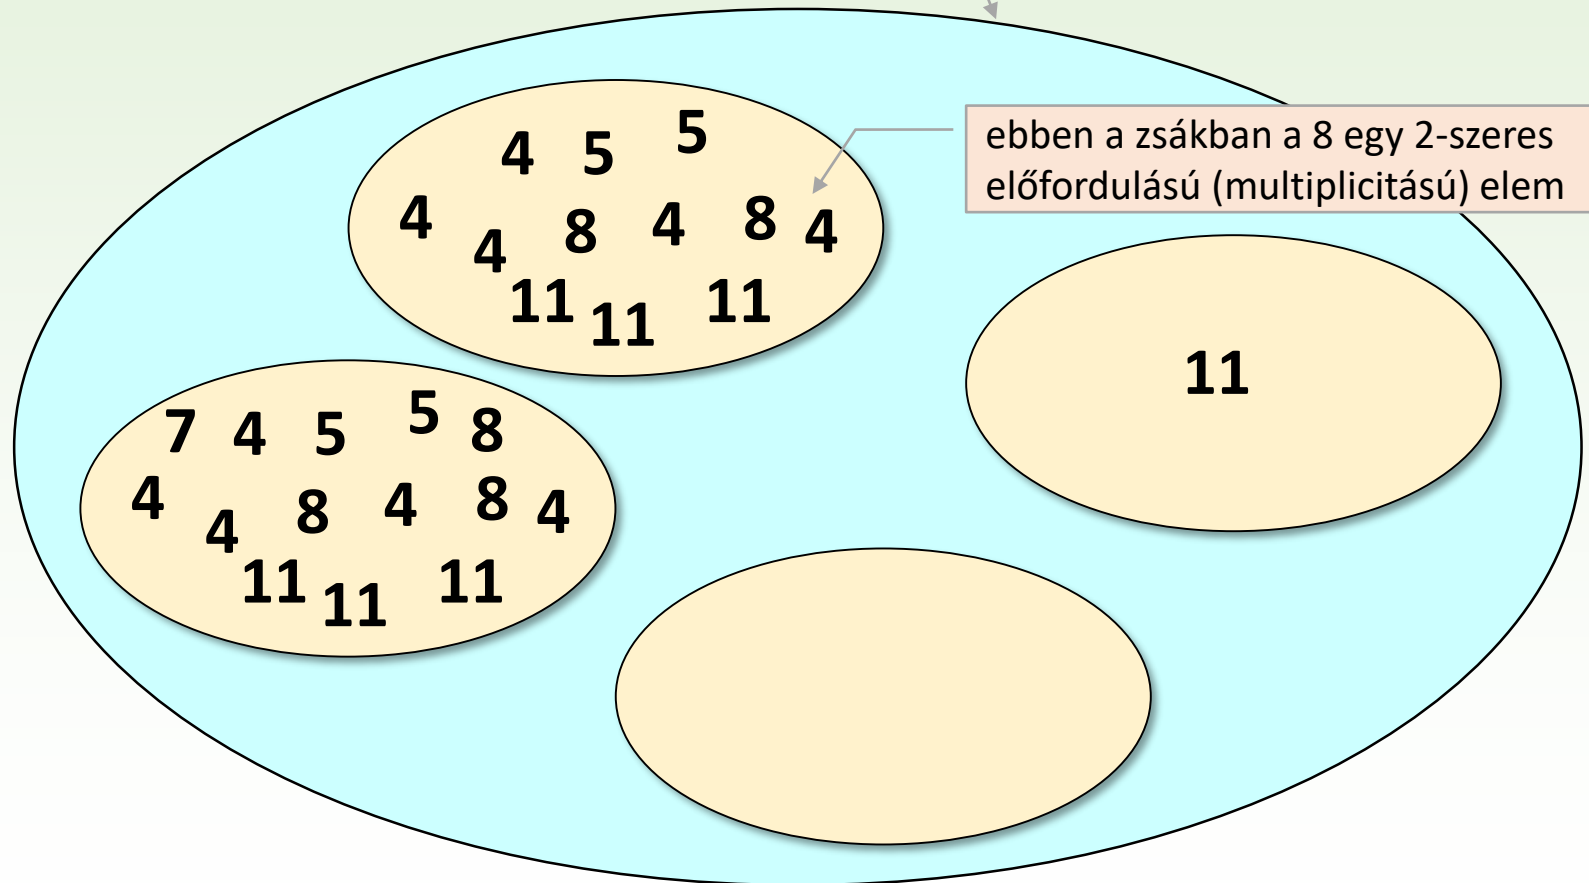 4 5 5
ebben a zsákban a 8 egy 2-szeres
előfordulású (multiplicitású) elem
4 4 8 4 8 4
11 11 11
11
7 4 5 5 8
4 4 8 4 8 4
11 11 11